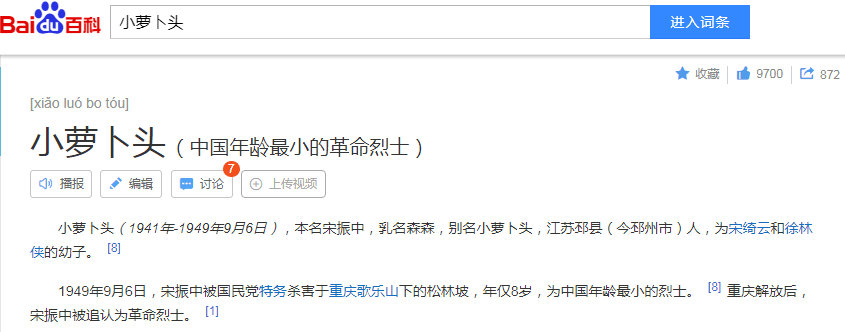 Bai du 百科
小萝卜头
进入词条
收藏 9700 872
[xiǎo luó bo tóu]
小萝卜头（中国年龄最小的革命烈士）
播报 编辑 讨论 7 上传视频
小萝卜头（1941年-1949年9月6日），本名宋振中，乳名森森，别名小萝卜头，江苏邳县（今邳州市）人，为宋绮云和徐林
侠的幼子。 [8]
1949年9月6日，宋振中被国民党特务杀害于重庆歌乐山下的松林坡，年仅8岁，为中国年龄最小的烈士。 [8] 重庆解放后，
宋振中被追认为革命烈士。 [1]